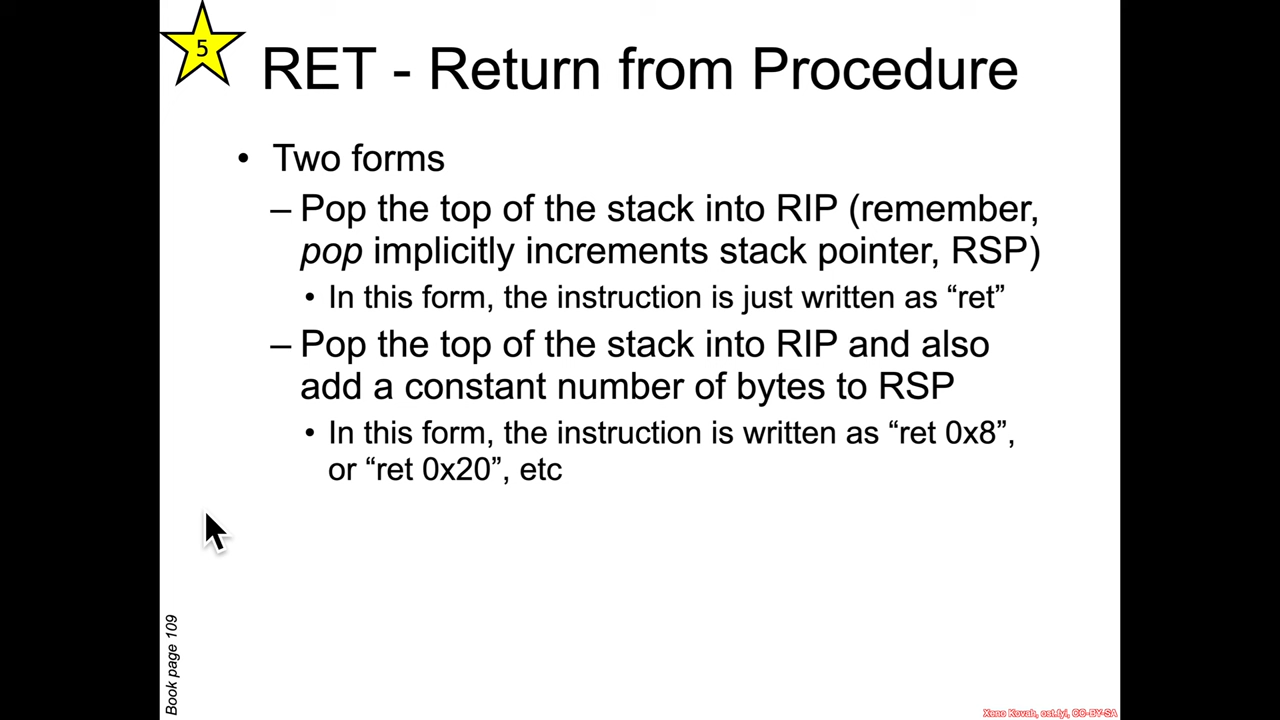 5
RET - Return from Procedure
• Two forms
– Pop the top of the stack into RIP (remember,
pop implicitly increments stack pointer, RSP)
• In this form, the instruction is just written as “ret”
– Pop the top of the stack into RIP and also
add a constant number of bytes to RSP
• In this form, the instruction is written as “ret 0x8”,
or “ret 0x20”, etc
Book page 109
Xeno Kovah, ost.fyi, CC-BY-SA